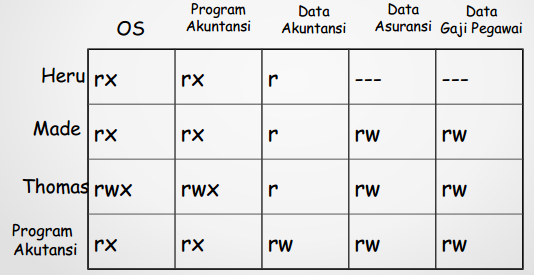 OS Program Akuntansi Data Akuntansi Data Asuransi Data Gaji Pegawai
Heru rx rx r --- ---
Made rx rx r rw rw
Thomas rwx rwx r rw rw
Program Akutansi rx rx rw rw rw